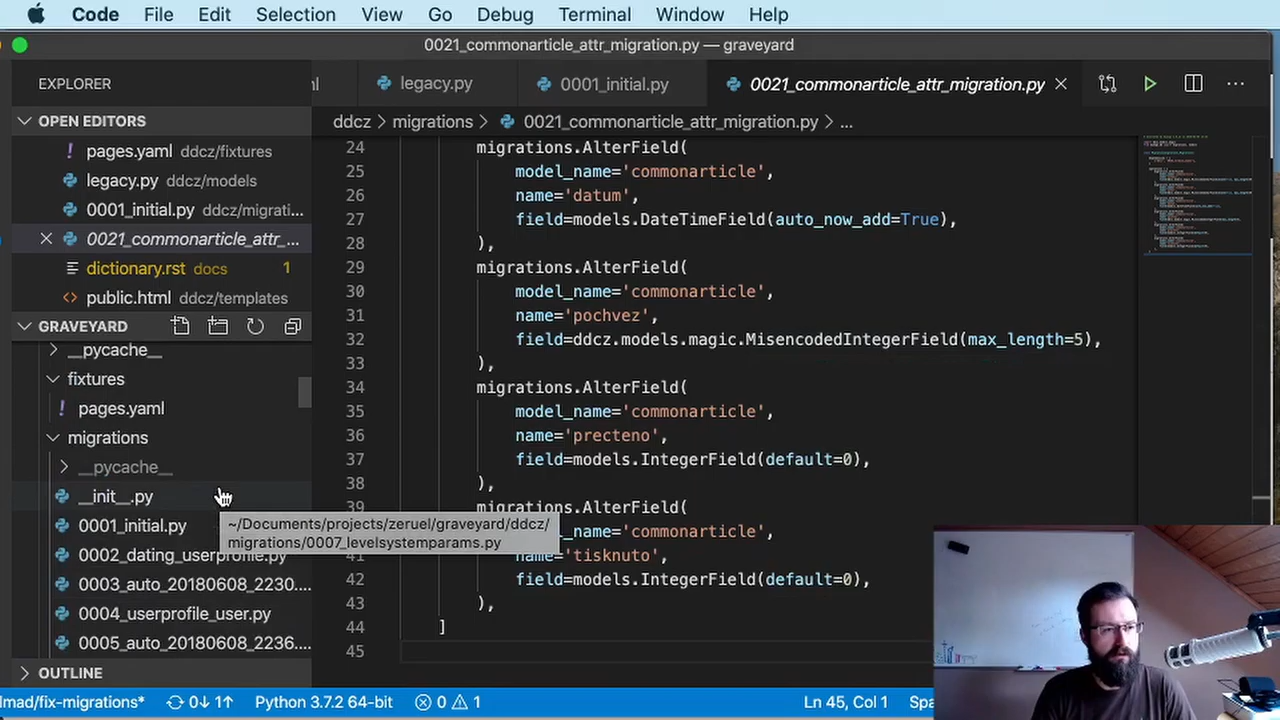 Code File Edit Selection View Go Debug Terminal Window Help
0021_commonarticle_attr_migration.py — graveyard
EXPLORER
legacy.py
0001_initial.py
0021_commonarticle_attr_migration.py
OPEN EDITORS
ddcz > migrations > 0021_commonarticle_attr_migration.py > ...
! pages.yaml ddcz/fixtures
legacy.py ddcz/models
0001_initial.py ddcz/migrati...
0021_commonarticle_attr_...
dictionary.rst docs 1
public.html ddcz/templates
GRAVEYARD
__pycache__
fixtures
! pages.yaml
migrations
__pycache__
__init__.py
0001_initial.py
0002_dating_userprofile.py
0003_auto_20180608_2230....
0004_userprofile_user.py
0005_auto_20180608_2236....
OUTLINE
24 migrations.AlterField(
25 model_name='commonarticle',
26 name='datum',
27 field=models.DateTimeField(auto_now_add=True),
28 ),
29 migrations.AlterField(
30 model_name='commonarticle',
31 name='pochvez',
32 field=ddcz.models.magic.MisencodedIntegerField(max_length=5),
33 ),
34 migrations.AlterField(
35 model_name='commonarticle',
36 name='precteno',
37 field=models.IntegerField(default=0),
38 ),
39 migrations.AlterField(
~/Documents/projects/zeruel/graveyard/ddcz/
migrations/0007_levelsystemparams.py
='commonarticle',
41 name='tisknuto',
42 field=models.IntegerField(default=0),
43 ),
44 ]
45
lmad/fix-migrations* 0↓ 1↑ Python 3.7.2 64-bit 0 1 Ln 45, Col 1